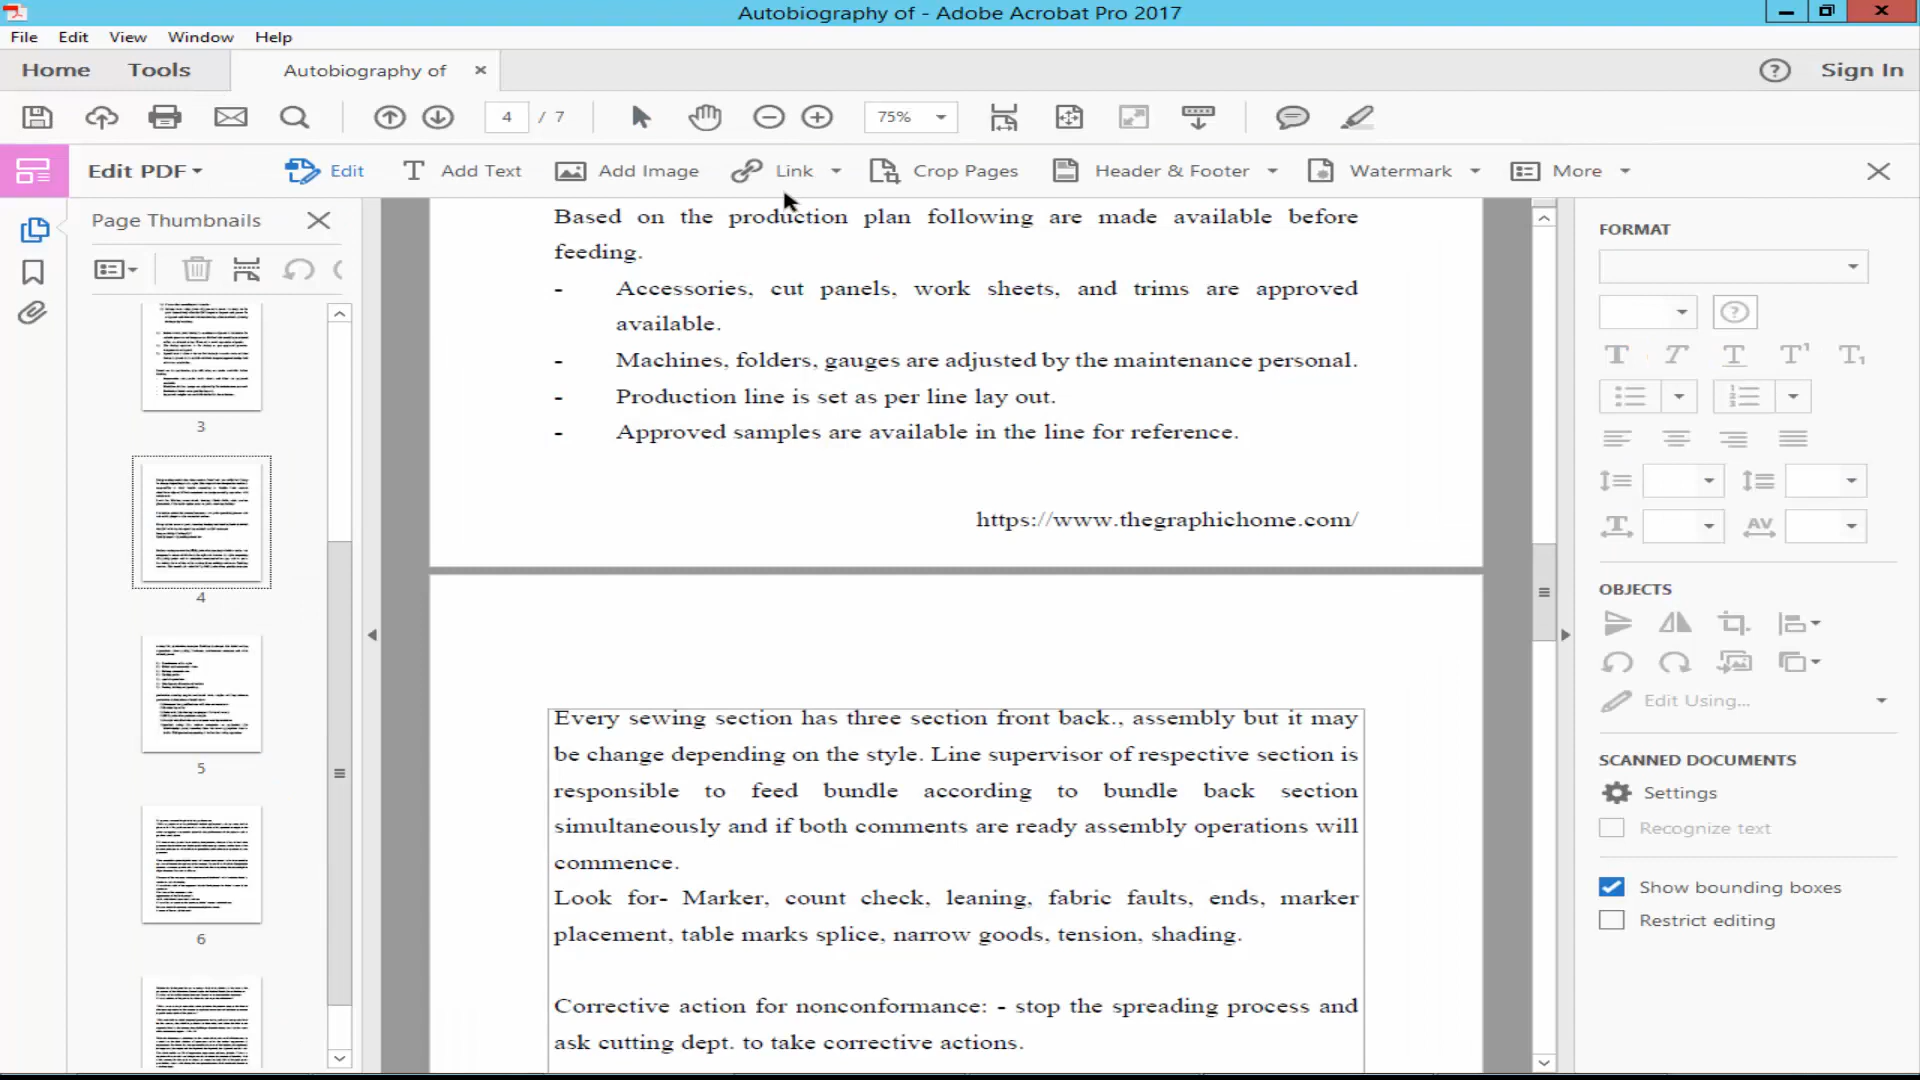 Autobiography of - Adobe Acrobat Pro 2017
File Edit View Window Help
Home Tools Autobiography of Sign In
4 / 7 75%
Edit PDF Edit Add Text Add Image Link Crop Pages Header & Footer Watermark More
Page Thumbnails
3
4
5
6
Based on the production plan following are made available before
feeding.
- Accessories, cut panels, work sheets, and trims are approved
available.
- Machines, folders, gauges are adjusted by the maintenance personal.
- Production line is set as per line lay out.
- Approved samples are available in the line for reference.
https://www.thegraphichome.com/
Every sewing section has three section front back., assembly but it may
be change depending on the style. Line supervisor of respective section is
responsible to feed bundle according to bundle back section
simultaneously and if both comments are ready assembly operations will
commence.
Look for- Marker, count check, leaning, fabric faults, ends, marker
placement, table marks splice, narrow goods, tension, shading.
Corrective action for nonconformance: - stop the spreading process and
ask cutting dept. to take corrective actions.
FORMAT
OBJECTS
Edit Using...
SCANNED DOCUMENTS
Settings
Recognize text
Show bounding boxes
Restrict editing